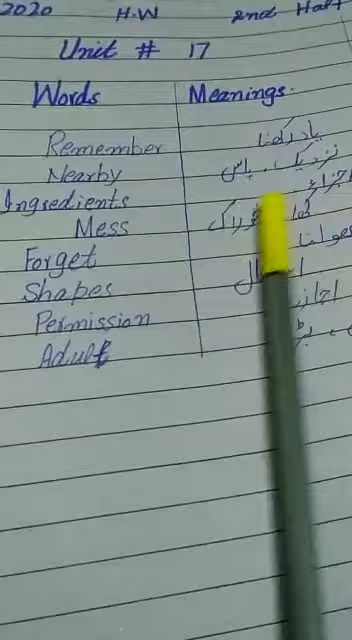 2020 H.W 2nd Half
Unit # 17
Words Meanings.
Remember یاد رکھنا
Nearby نزدیک، پاس
Ingredients اجزاء
Mess
Forget
Shapes
Permission
Adult